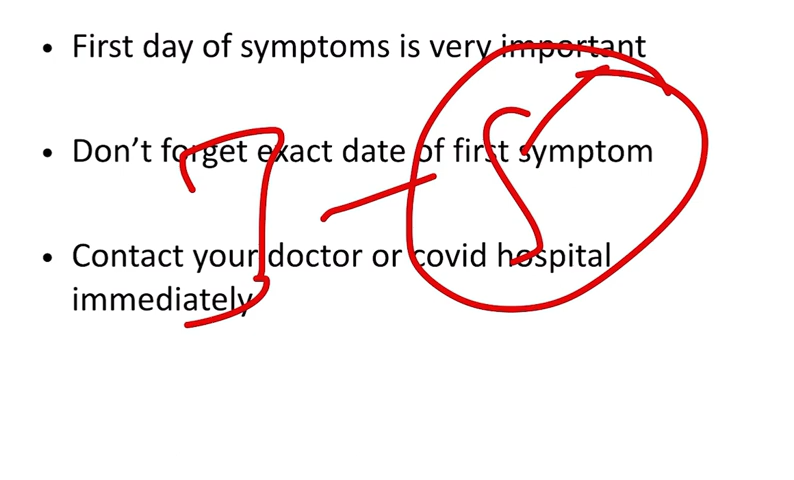 • First day of symptoms is very important
• Don’t forget exact date of first symptom
• Contact your doctor or covid hospital
immediately